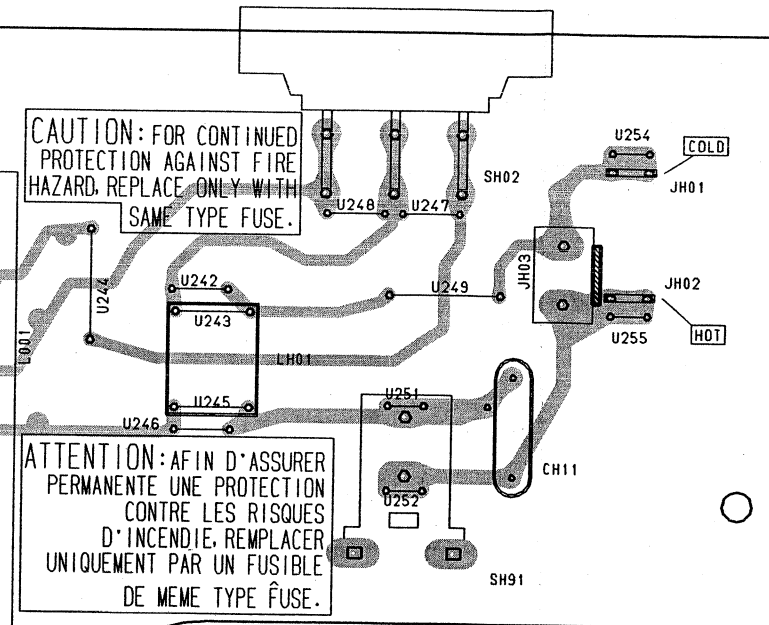 CAUTION: FOR CONTINUED
PROTECTION AGAINST FIRE
HAZARD, REPLACE ONLY WITH
SAME TYPE FUSE.
U254
COLD
JH01
SH02
U248
U247
U244
U242
U243
U249
JH03
JH02
HOT
U255
L001
LH01
U245
U246
U251
CH11
U252
SH91
ATTENTION: AFIN D'ASSURER
PERMANENTE UNE PROTECTION
CONTRE LES RISQUES
D'INCENDIE, REMPLACER
UNIQUEMENT PAR UN FUSIBLE
DE MEME TYPE FUSE.